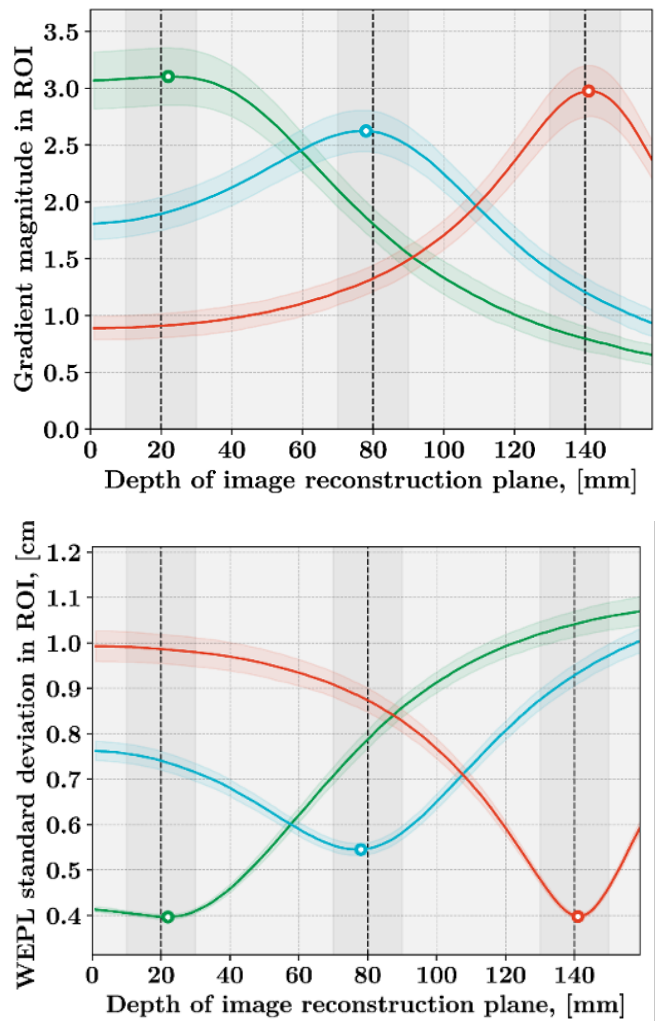 Gradient magnitude in ROI
3.5
3.0
2.5
2.0
1.5
1.0
0.5
0.0
0 20 40 60 80 100 120 140
Depth of image reconstruction plane, [mm]
WEPL standard deviation in ROI, [cm
1.2
1.1
1.0
0.9
0.8
0.7
0.6
0.5
0.4
0 20 40 60 80 100 120 140
Depth of image reconstruction plane, [mm]